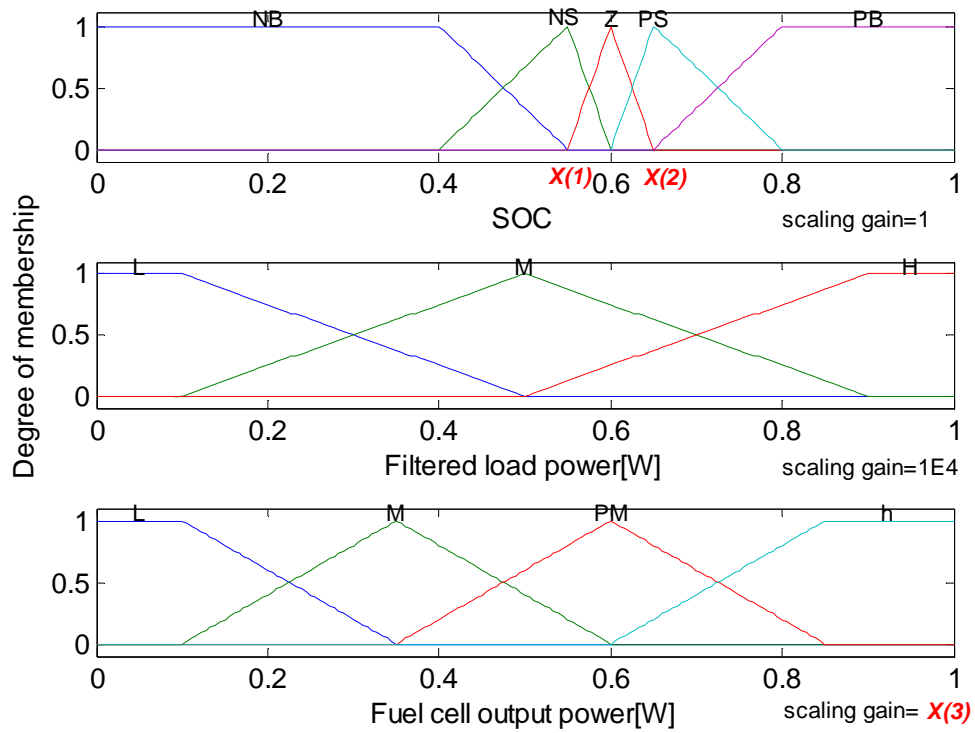 NB NS Z PS PB
1
0.5
0
0 0.2 0.4 0.6 0.8 1
X(1) X(2)
SOC
scaling gain=1
L M H
1
0.5
0
0 0.2 0.4 0.6 0.8 1
Filtered load power[W]
scaling gain=1E4
Degree of membership
L M PM h
1
0.5
0
0 0.2 0.4 0.6 0.8 1
Fuel cell output power[W]
scaling gain= X(3)